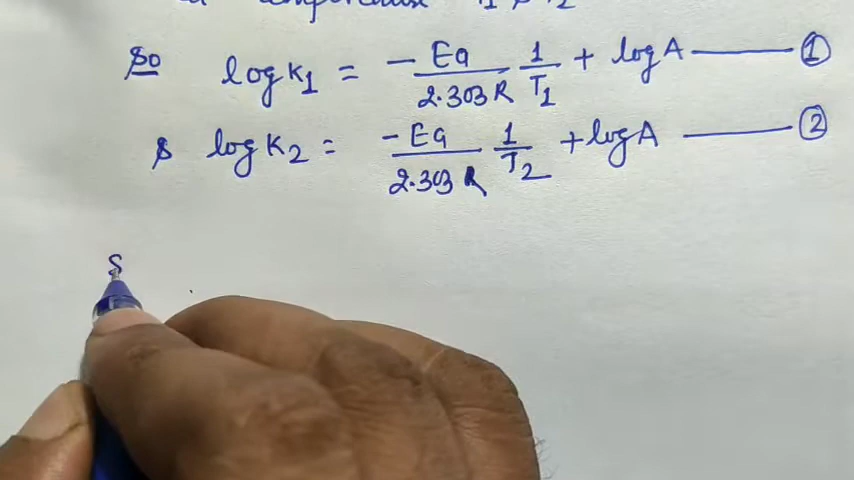 So log K₁ = -Ea/2.303R 1/T₁ + log A ——— ①
& log K₂ = -Ea/2.303R 1/T₂ + log A ——— ②
S